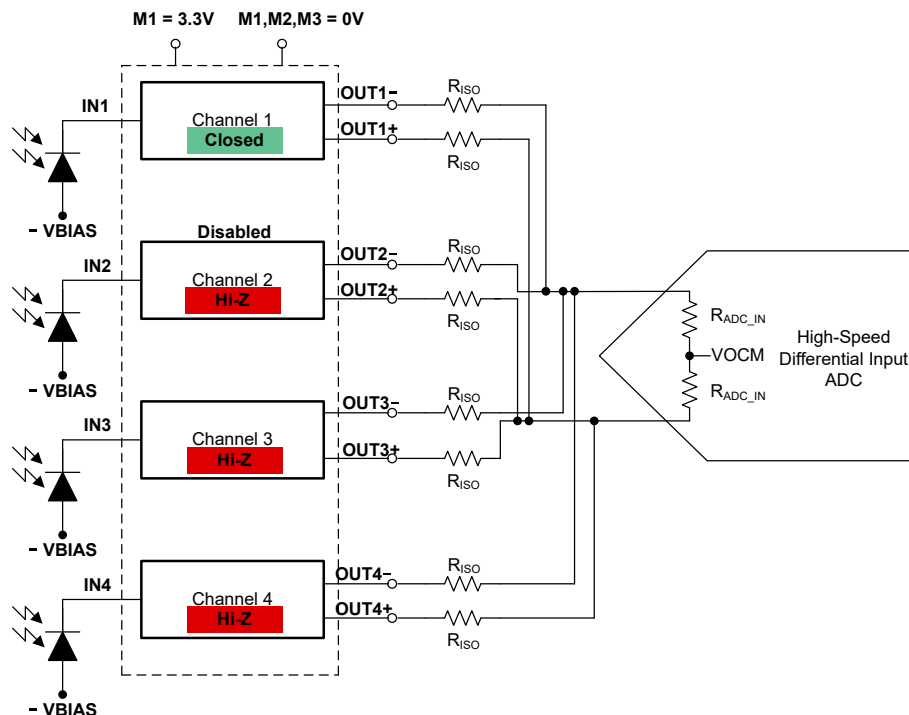 M1 = 3.3V
M1,M2,M3 = 0V
IN1
Channel 1
Closed
OUT1−
OUT1+
RISO
RISO
− VBIAS
Disabled
IN2
Channel 2
Hi-Z
OUT2−
OUT2+
RISO
RISO
− VBIAS
IN3
Channel 3
Hi-Z
OUT3−
OUT3+
RISO
RISO
− VBIAS
IN4
Channel 4
Hi-Z
OUT4−
OUT4+
RISO
RISO
− VBIAS
RADC_IN
VOCM
RADC_IN
High-Speed
Differential Input
ADC